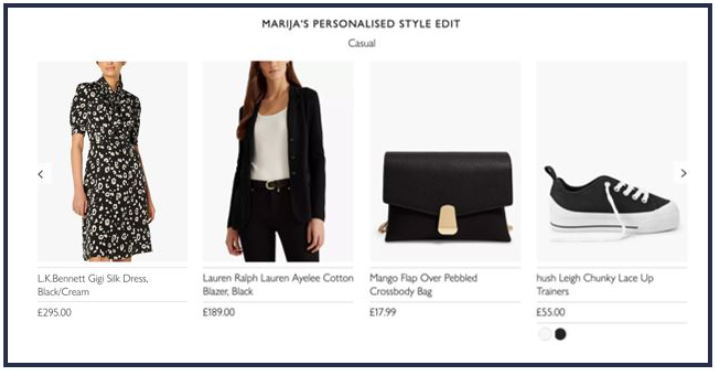 MARIJA'S PERSONALISED STYLE EDIT
Casual
L.K.Bennett Gigi Silk Dress,
Black/Cream
£295.00
Lauren Ralph Lauren Ayelee Cotton
Blazer, Black
£189.00
Mango Flap Over Pebbled
Crossbody Bag
£17.99
hush Leigh Chunky Lace Up
Trainers
£55.00